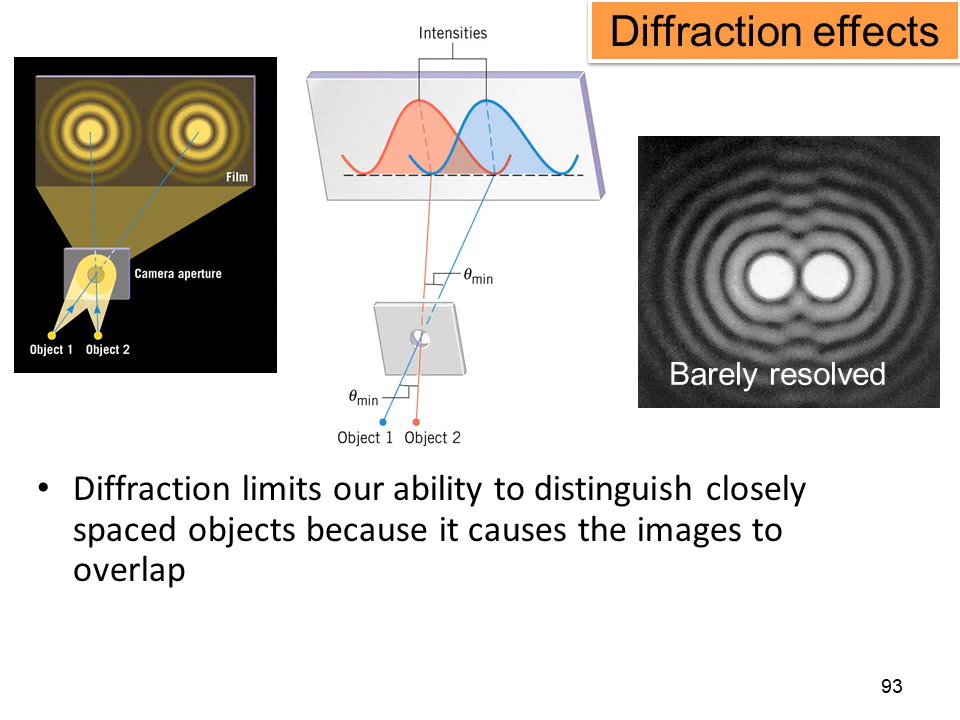 Diffraction effects
Film
Camera aperture
Object 1 Object 2
Intensities
θmin
θmin
Object 1 Object 2
Barely resolved
• Diffraction limits our ability to distinguish closely
spaced objects because it causes the images to
overlap
93